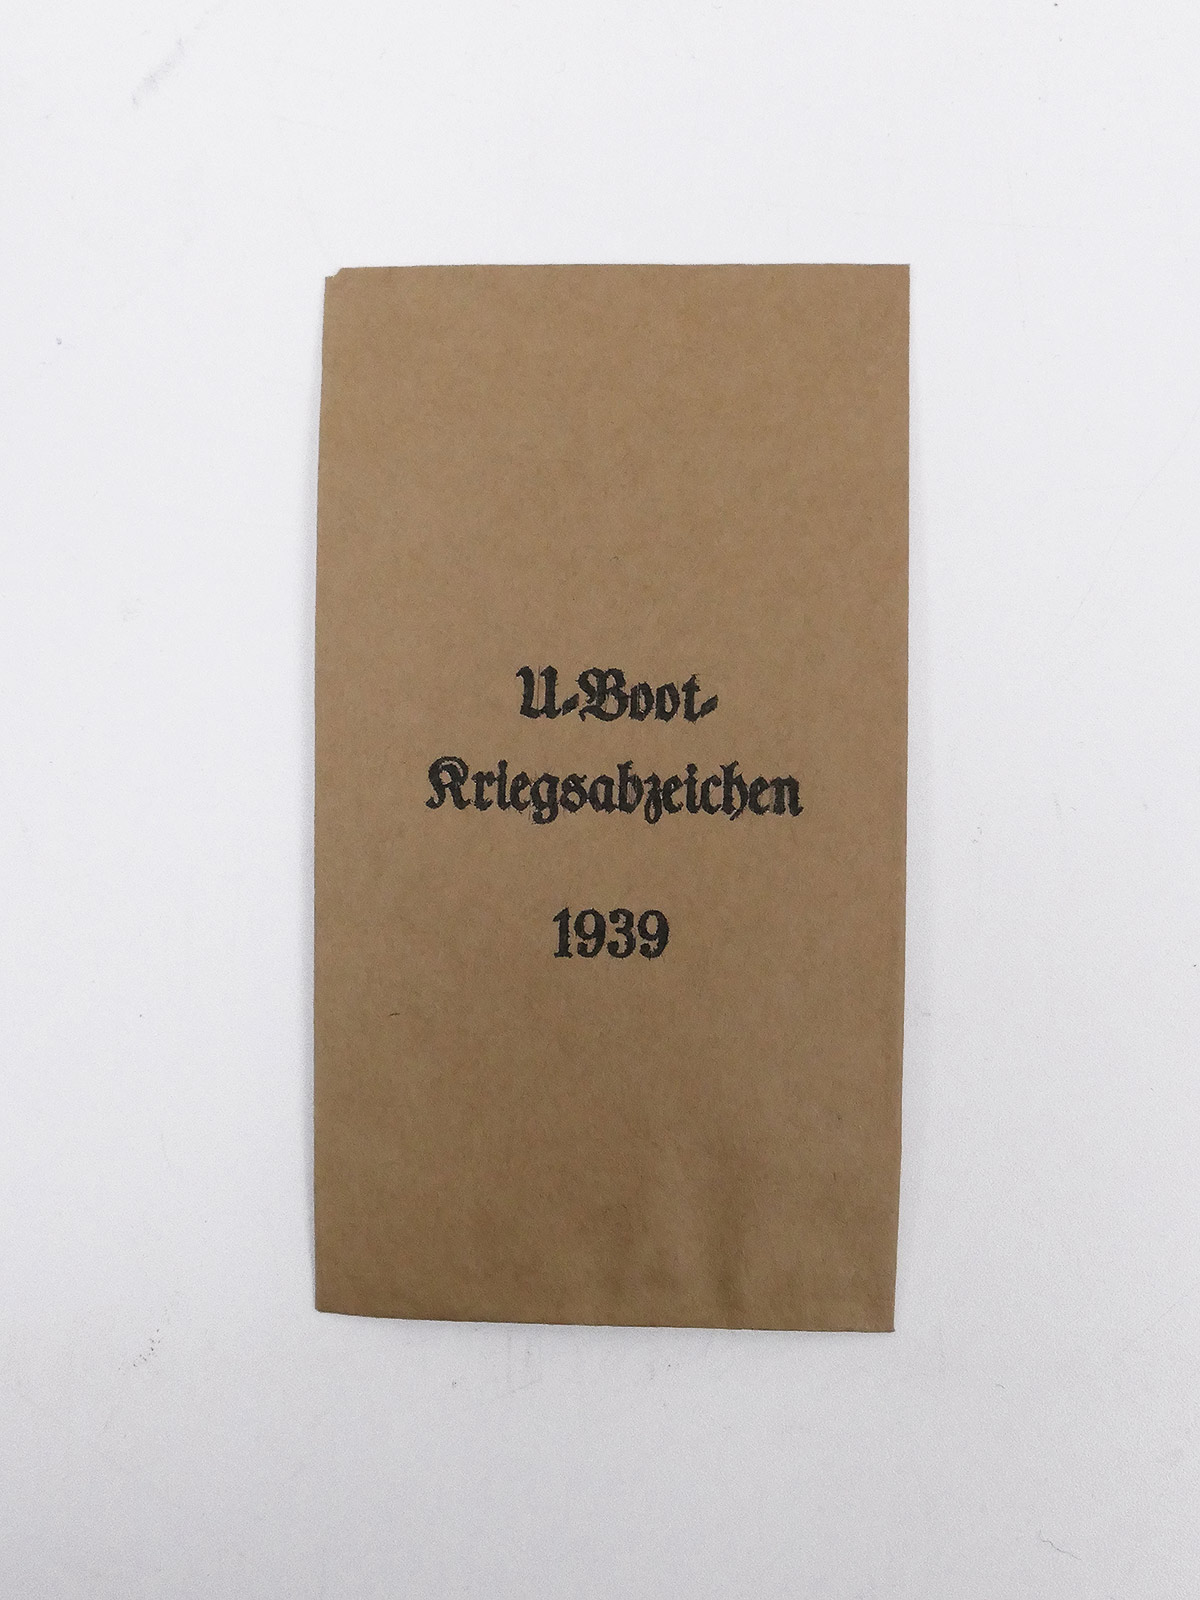 U-Boot-
Kriegsabzeichen
1939